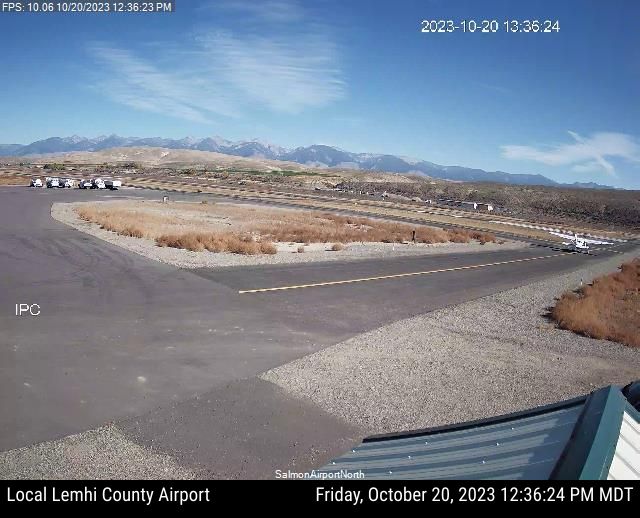 FPS: 10.06 10/20/2023 12:36:23 PM
2023-10-20 13:36:24
IPC
SalmonAirportNorth
Local Lemhi County Airport
Friday, October 20, 2023 12:36:24 PM MDT